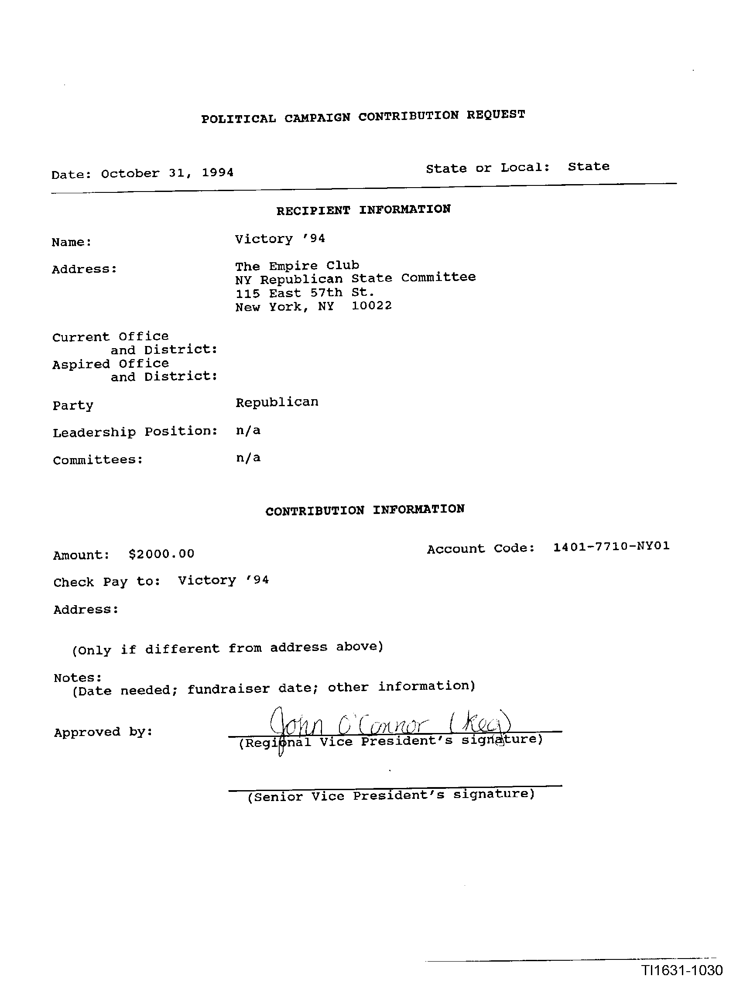 POLITICAL CAMPAIGN CONTRIBUTION REQUEST
Date: October 31, 1994 State or Local: State
RECIPIENT INFORMATION
Name: Victory '94
Address: The Empire Club
NY Republican State Committee
115 East 57th St.
New York, NY 10022
Current Office
and District:
Aspired Office
and District:
Party Republican
Leadership Position: n/a
Committees: n/a
CONTRIBUTION INFORMATION
Amount: $2000.00 Account Code: 1401-7710-NY01
Check Pay to: Victory '94
Address:
(Only if different from address above)
Notes:
(Date needed; fundraiser date; other information)
Approved by: John O'Connor (keg)
(Regional Vice President's signature)
(Senior Vice President's signature)
TI1631-1030